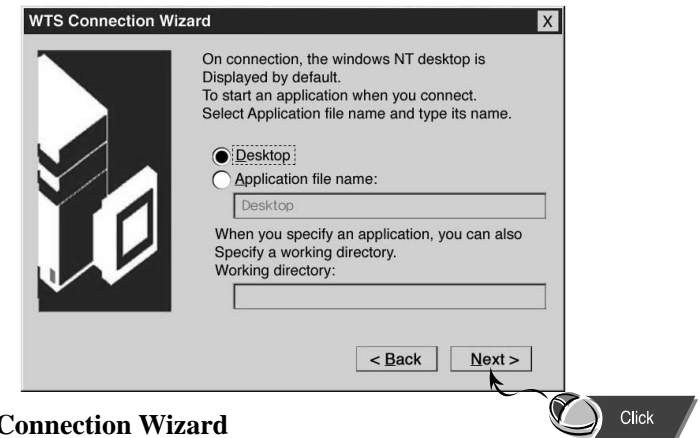 WTS Connection Wizard
X
On connection, the windows NT desktop is
Displayed by default.
To start an application when you connect.
Select Application file name and type its name.
Desktop
Application file name:
Desktop
When you specify an application, you can also
Specify a working directory.
Working directory:
< Back
Next >
Click
Connection Wizard